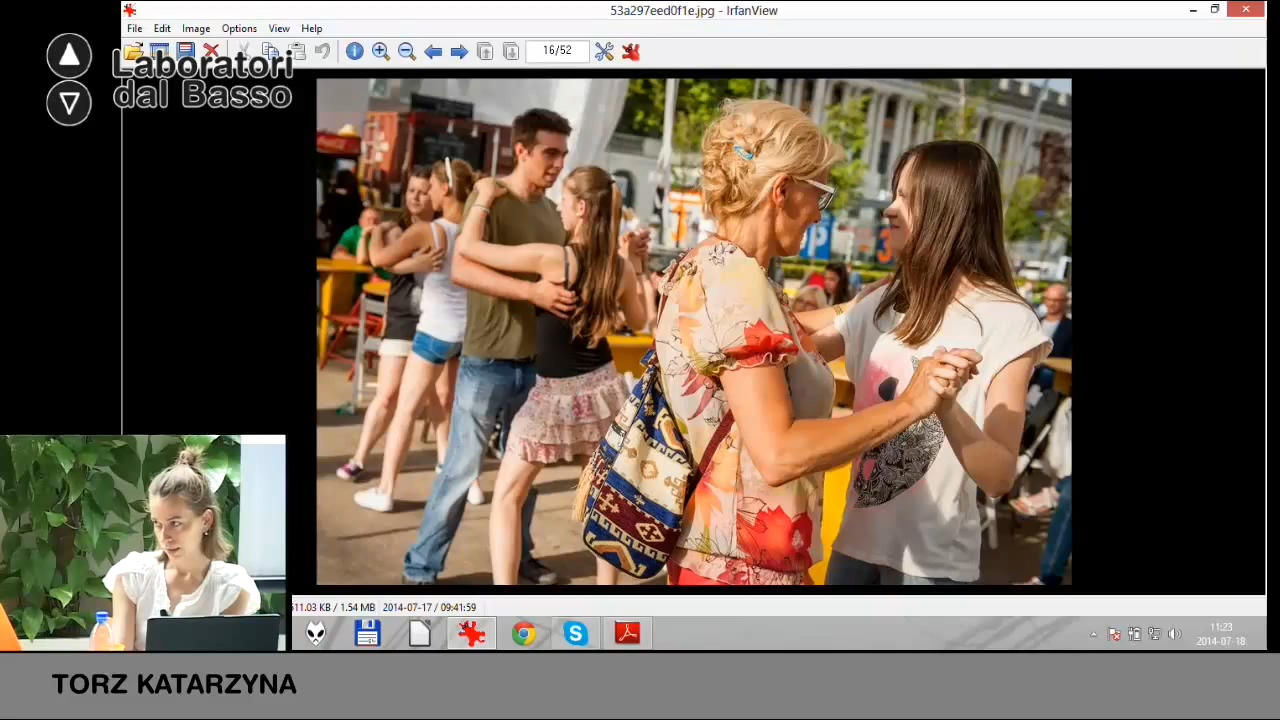 53a297eed0f1e.jpg - IrfanView
File Edit Image Options View Help
16/52
Laboratori
dal Basso
11.03 KB / 1.54 MB 2014-07-17 / 09:41:59
11:23
2014-07-18
TORZ KATARZYNA